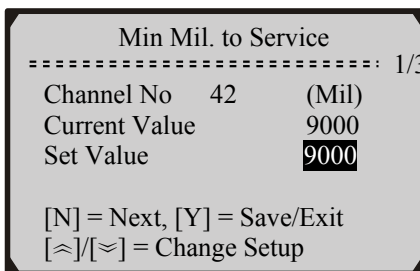 Min Mil. to Service
1/3
Channel No 42 (Mil)
Current Value 9000
Set Value 9000
[N] = Next, [Y] = Save/Exit
[︽]/[︾] = Change Setup